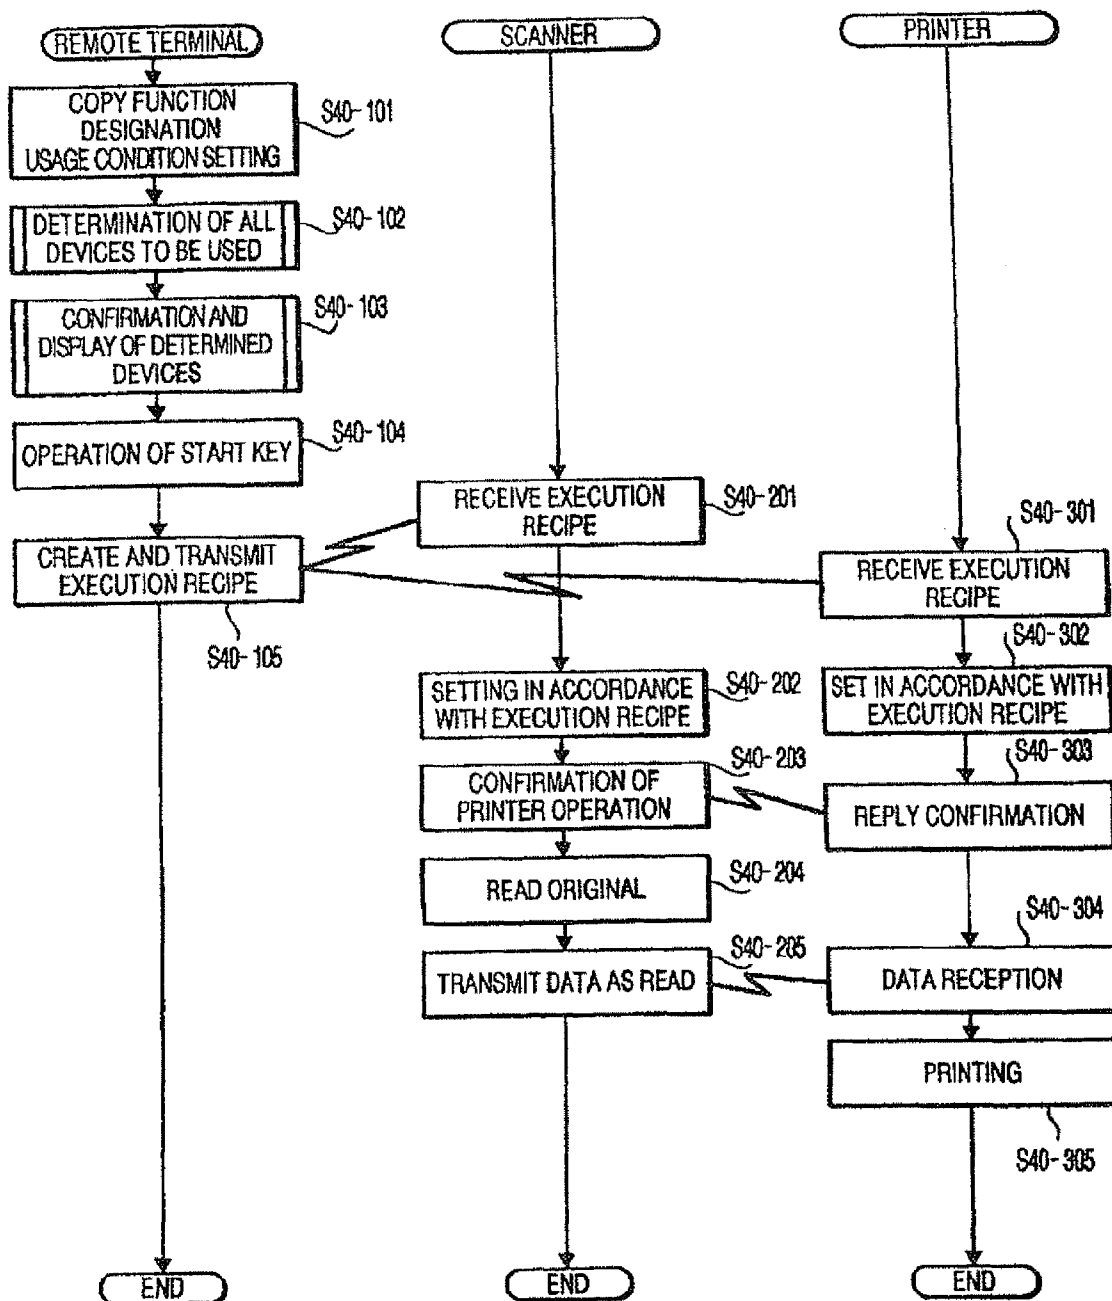 REMOTE TERMINAL
COPY FUNCTION
DESIGNATION
USAGE CONDITION SETTING
S40-101
DETERMINATION OF ALL
DEVICES TO BE USED
S40-102
CONFIRMATION AND
DISPLAY OF DETERMINED
DEVICES
S40-103
OPERATION OF START KEY
S40-104
CREATE AND TRANSMIT
EXECUTION RECIPE
S40-105
END
SCANNER
RECEIVE EXECUTION
RECIPE
S40-201
SETTING IN ACCORDANCE
WITH EXECUTION RECIPE
S40-202
CONFIRMATION OF
PRINTER OPERATION
S40-203
READ ORIGINAL
S40-204
TRANSMIT DATA AS READ
S40-205
END
PRINTER
S40-301
RECEIVE EXECUTION
RECIPE
S40-302
SET IN ACCORDANCE WITH
EXECUTION RECIPE
S40-303
REPLY CONFIRMATION
S40-304
DATA RECEPTION
PRINTING
S40-305
END